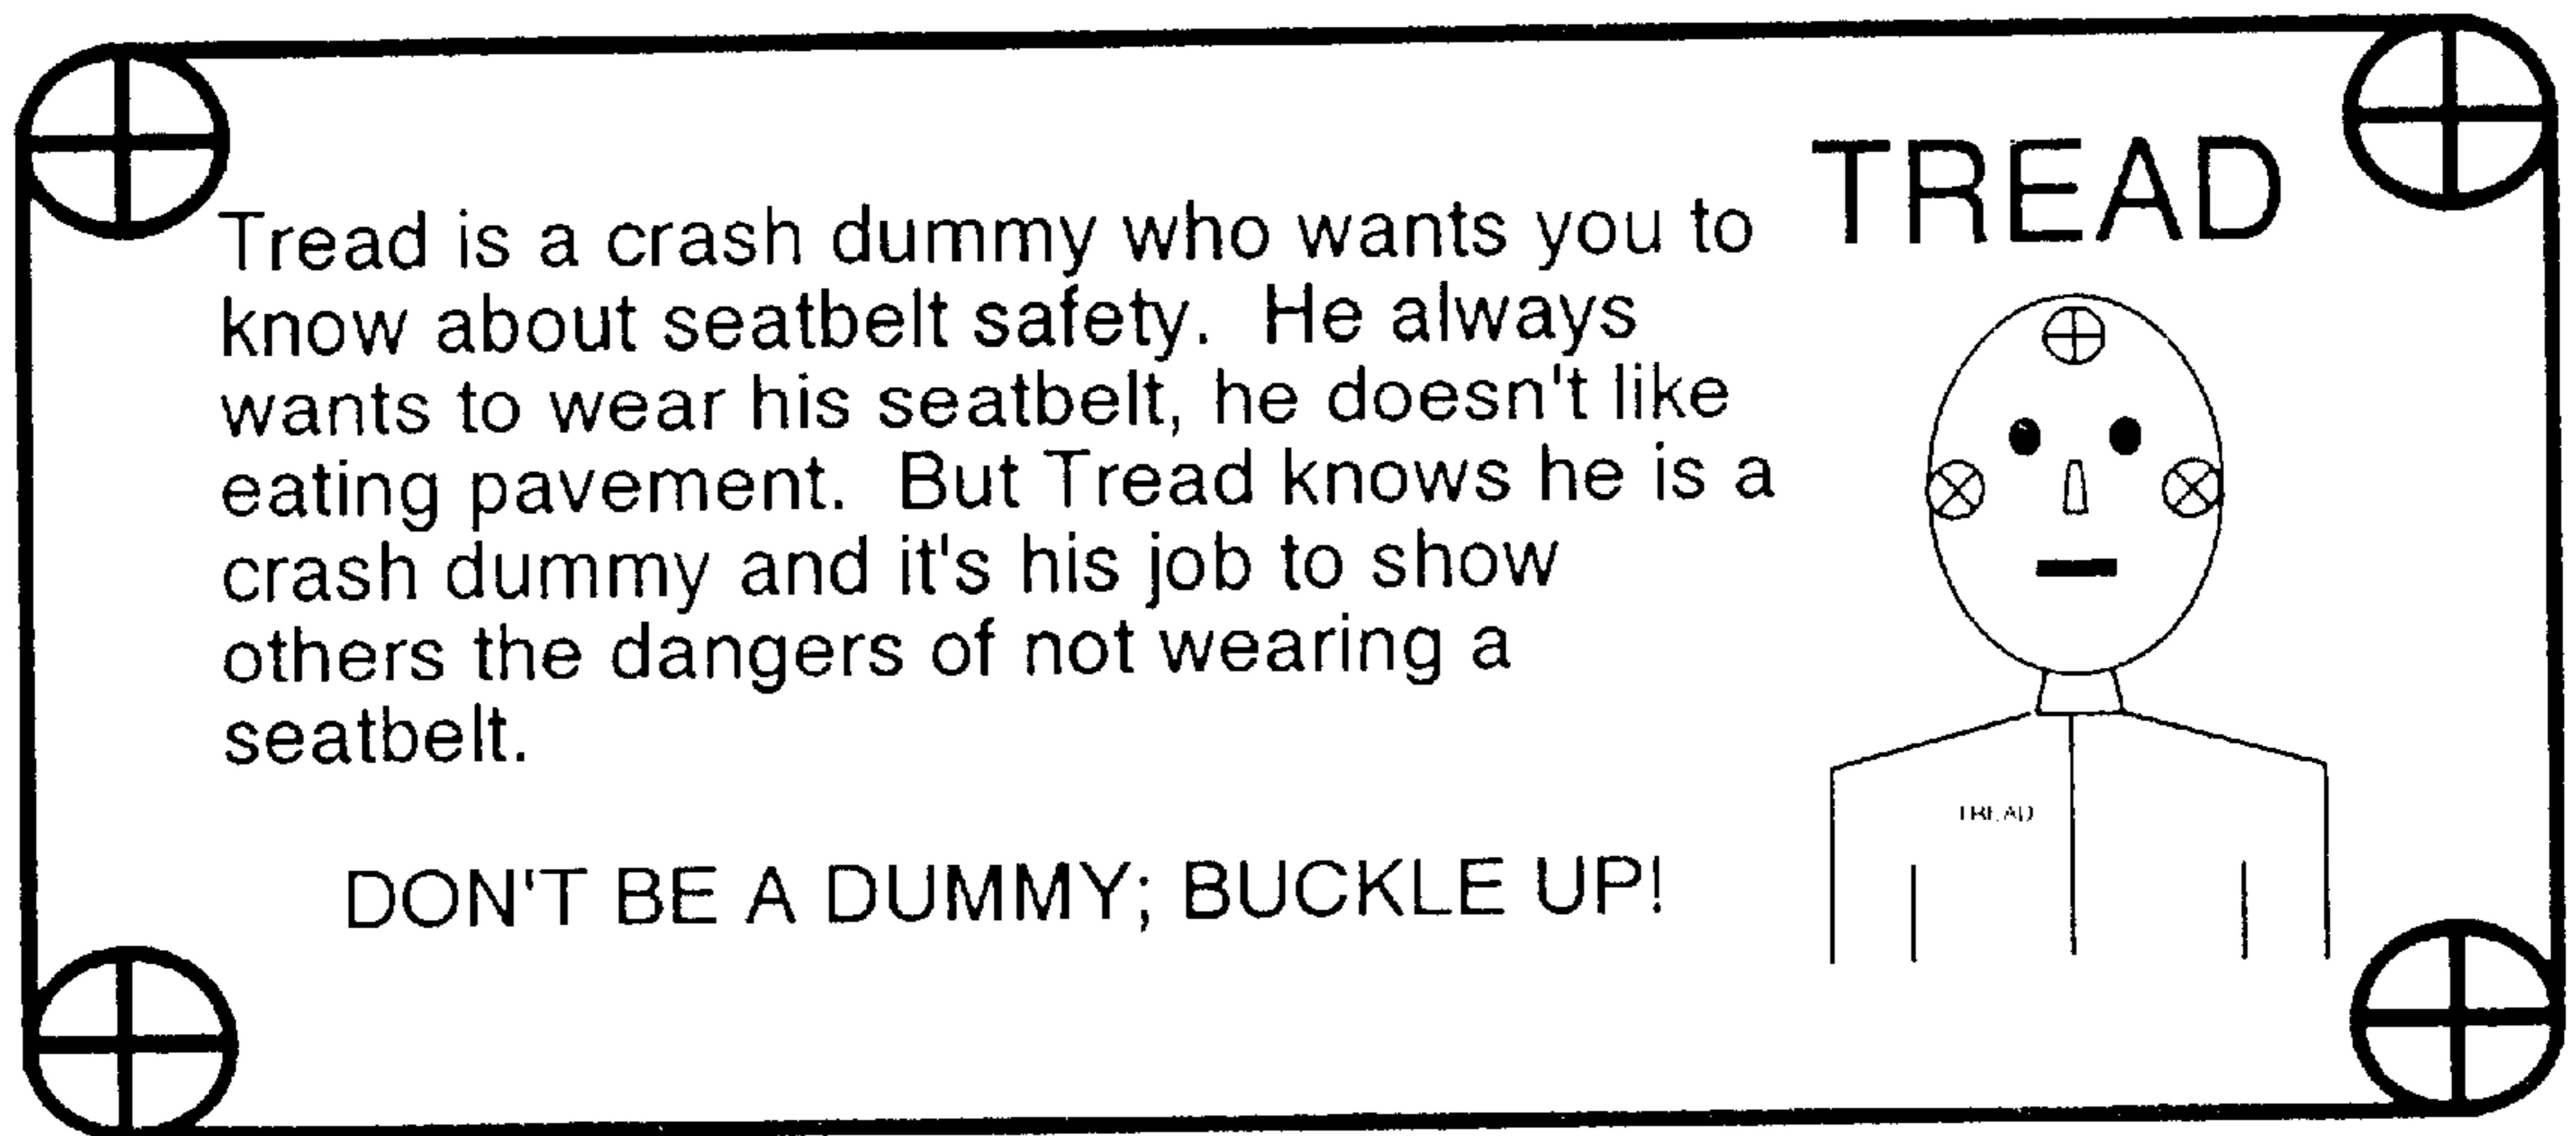 TREAD
Tread is a crash dummy who wants you to
know about seatbelt safety.  He always
wants to wear his seatbelt, he doesn't like
eating pavement.  But Tread knows he is a
crash dummy and it's his job to show
others the dangers of not wearing a
seatbelt.
TREAD
DON'T BE A DUMMY; BUCKLE UP!